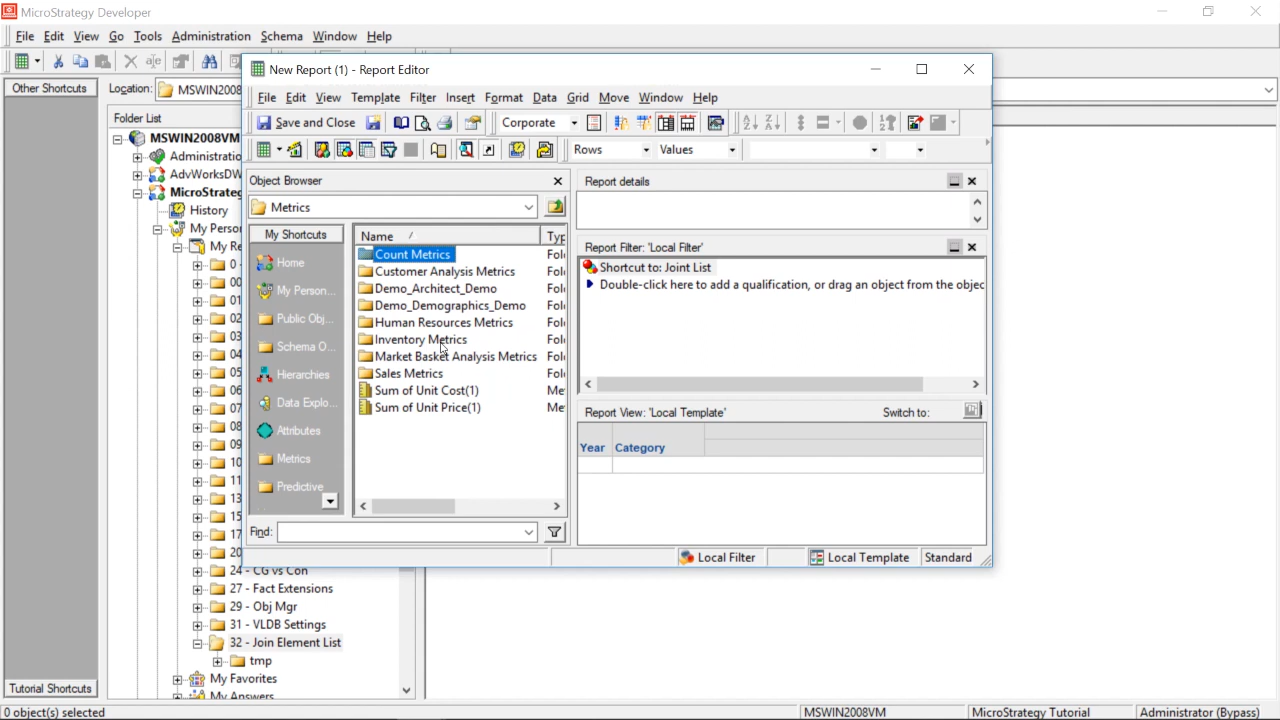 MicroStrategy Developer
File Edit View Go Tools Administration Schema Window Help
Other Shortcuts
Location: MSWIN2008
Folder List
MSWIN2008VM
Administratio
AdvWorksDW
MicroStrateg
History
My Perso
My Re
0
00
01
02
03
04
05
06
07
08
09
10
11
13
15
17
20
24 - CG vs Con
27 - Fact Extensions
29 - Obj Mgr
31 - VLDB Settings
32 - Join Element List
tmp
My Favorites
My Answers
Tutorial Shortcuts
New Report (1) - Report Editor
File Edit View Template Filter Insert Format Data Grid Move Window Help
Save and Close Corporate
Rows Values
Object Browser
Metrics
My Shortcuts
Home
My Person...
Public Obj...
Schema O...
Hierarchies
Data Explo...
Attributes
Metrics
Predictive
Name / Typ
Count Metrics Fol
Customer Analysis Metrics Fol
Demo_Architect_Demo Fol
Demo_Demographics_Demo Fol
Human Resources Metrics Fol
Inventory Metrics Fol
Market Basket Analysis Metrics Fol
Sales Metrics Fol
Sum of Unit Cost(1) Me
Sum of Unit Price(1) Me
Find:
Report details
Report Filter: 'Local Filter'
Shortcut to: Joint List
Double-click here to add a qualification, or drag an object from the objec
Report View: 'Local Template' Switch to:
Year Category
Local Filter Local Template Standard
0 object(s) selected MSWIN2008VM MicroStrategy Tutorial Administrator (Bypass)